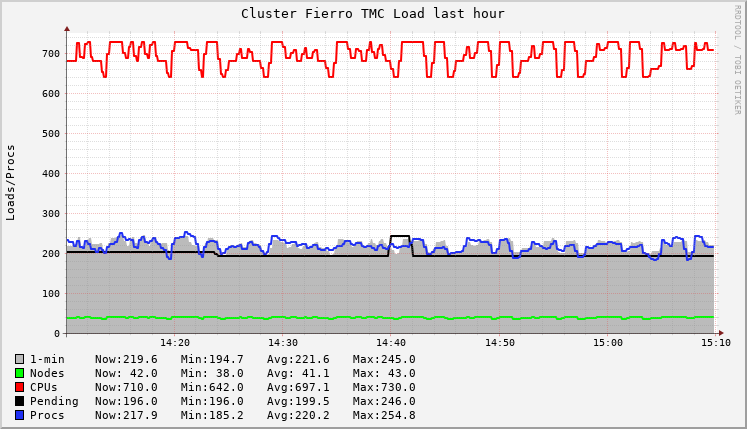 Cluster Fierro TMC Load last hour
RRDTOOL / TOBI OETIKER
Loads/Procs
700
600
500
400
300
200
100
0
14:20 14:30 14:40 14:50 15:00 15:10
1-min Now:219.6 Min:194.7 Avg:221.6 Max:245.0
Nodes Now: 42.0 Min: 38.0 Avg: 41.1 Max: 43.0
CPUs Now:710.0 Min:642.0 Avg:697.1 Max:730.0
Pending Now:196.0 Min:196.0 Avg:199.5 Max:246.0
Procs Now:217.9 Min:185.2 Avg:220.2 Max:254.8